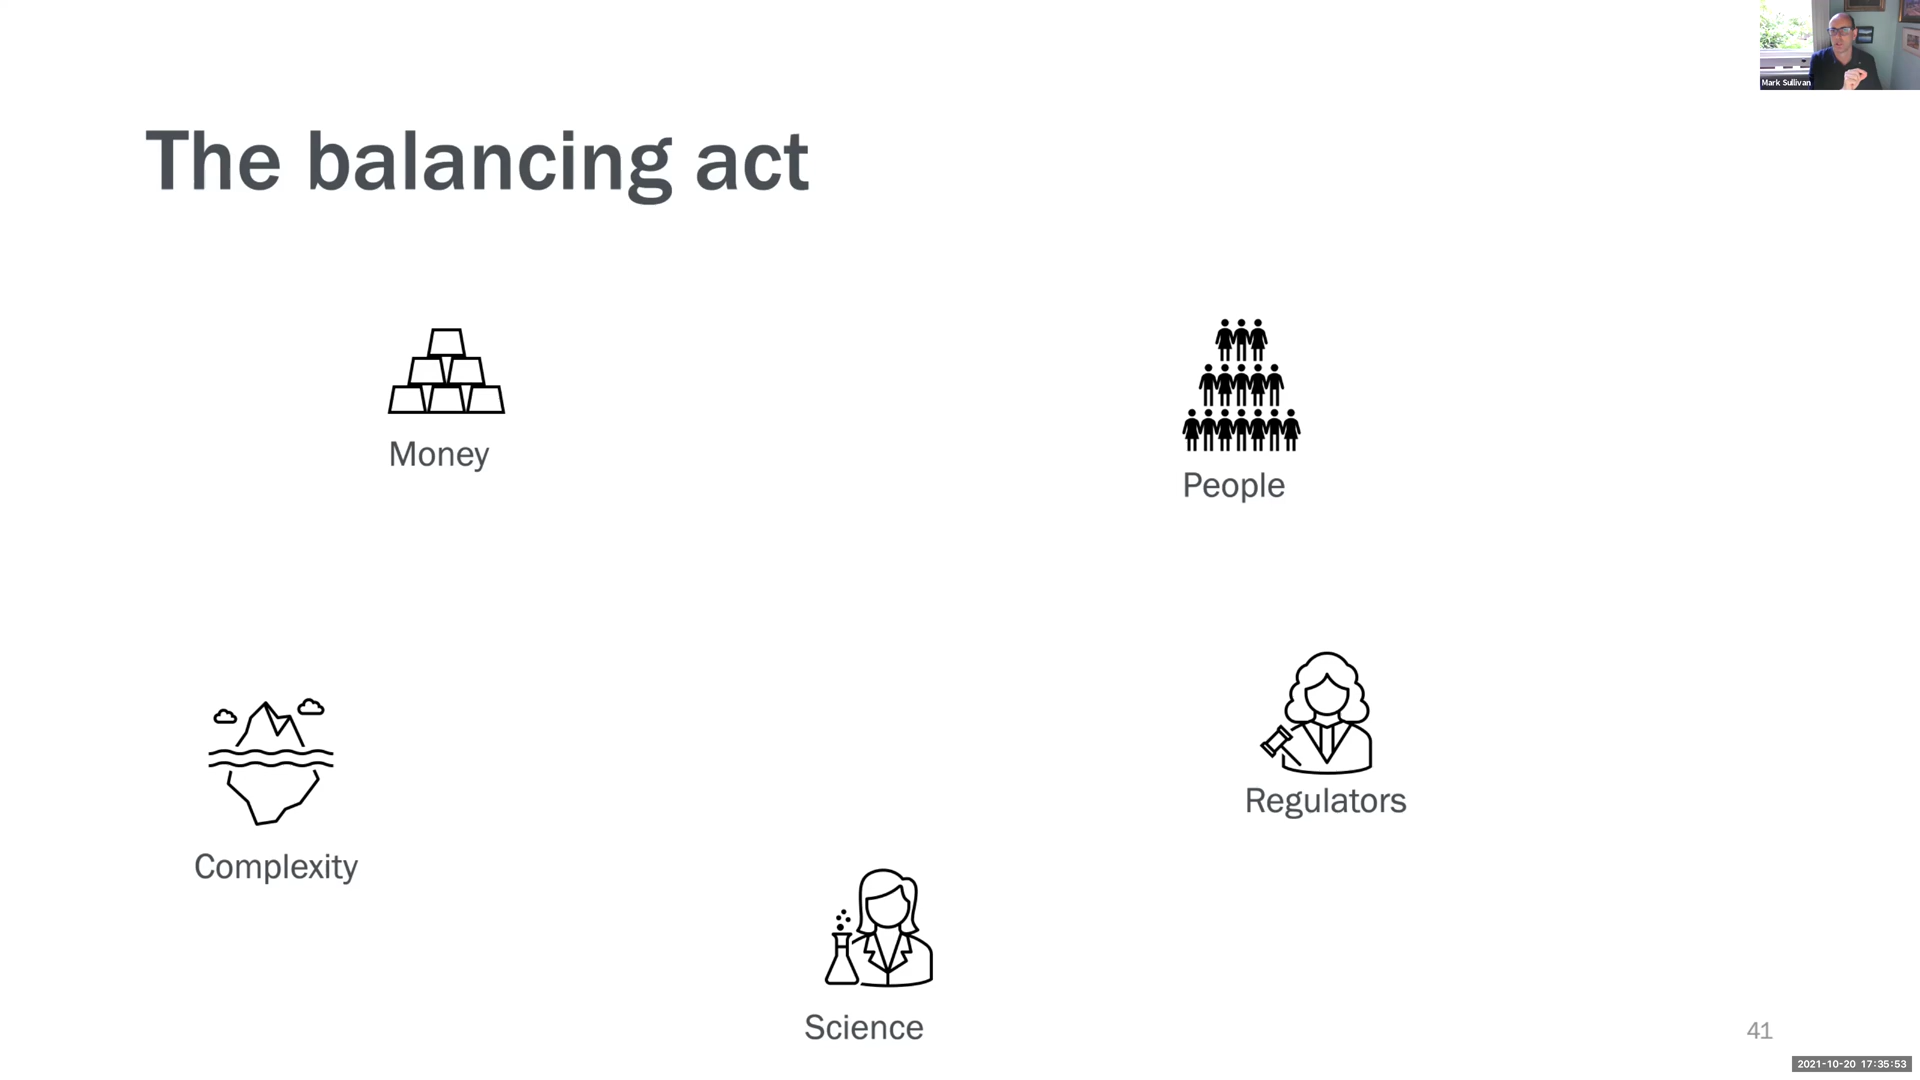 Mark Sullivan
The balancing act
Money
People
Regulators
Complexity
Science
41
2021-10-20 17:35:53